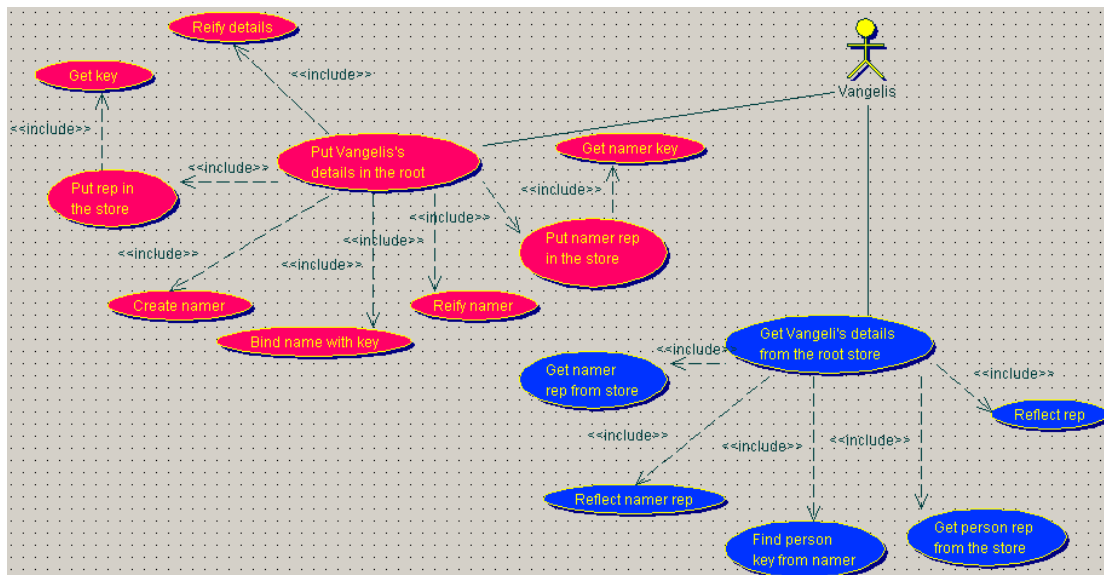 Reify details
<<include>>
Get key
Vangelis
<<include>>
Put Vangelis's
details in the root
Get namer key
<<include>>
Put rep in
the store
<<include>>
Put namer rep
in the store
<<include>>
<<include>>
<<include>>
Create namer
Reify namer
Bind name with key
Get Vangeli's details
from the root store
<<include>>
Get namer
rep from store
<<include>>
Reflect rep
<<include>>
<<include>>
<<include>>
Reflect namer rep
Find person
key from namer
Get person rep
from the store